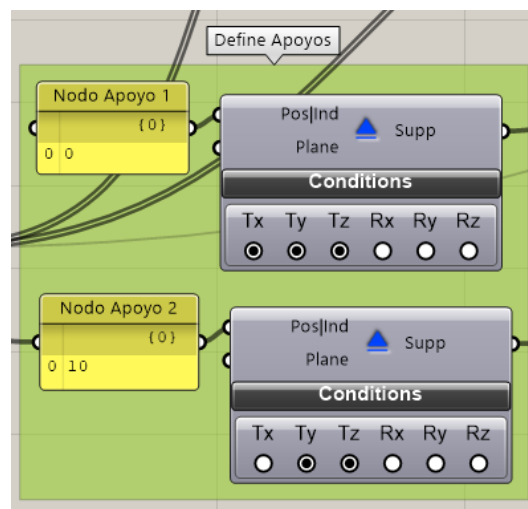 Define Apoyos
Nodo Apoyo 1
{0}
0 0
Pos|Ind
Supp
Plane
Conditions
Tx Ty Tz Rx Ry Rz
Nodo Apoyo 2
{0}
0 10
Pos|Ind
Supp
Plane
Conditions
Tx Ty Tz Rx Ry Rz